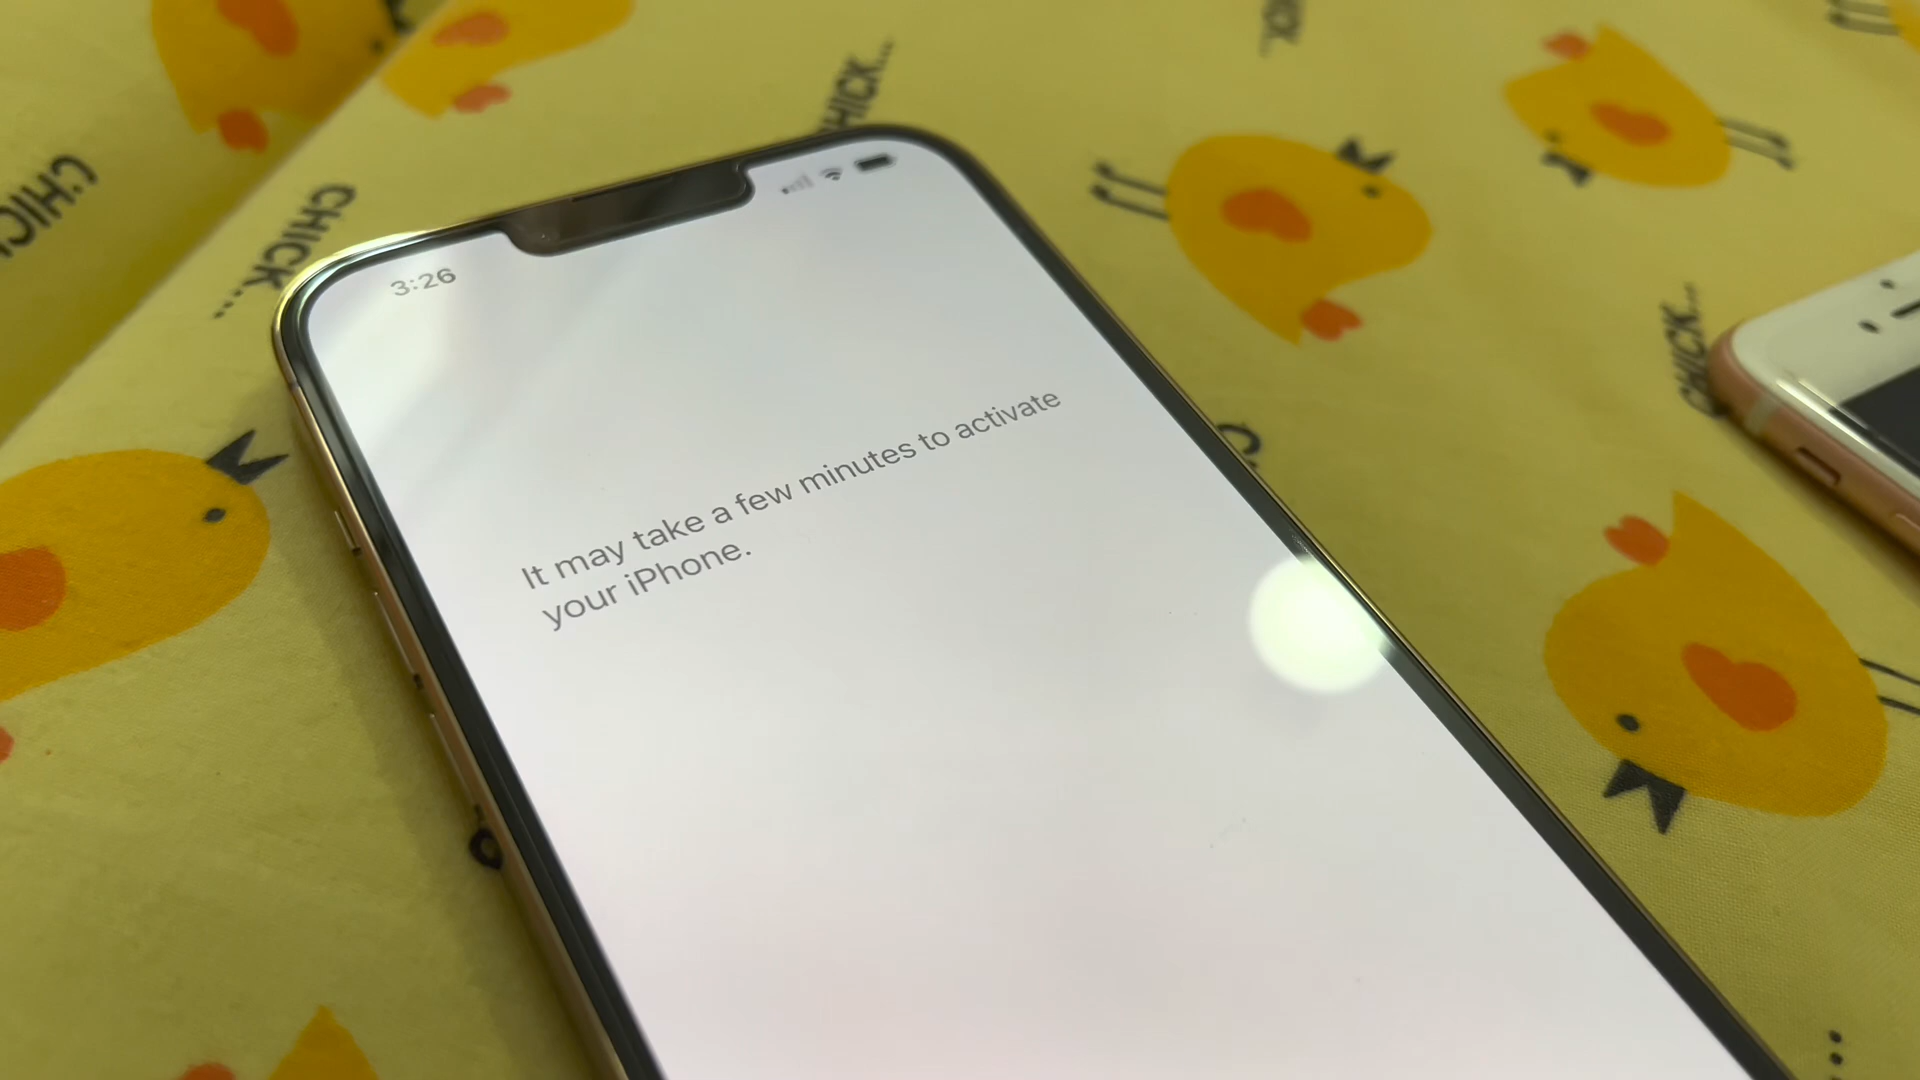 CHICK...
CHICK...
CHICK...
3:26
It may take a few minutes to activate
your iPhone.
CHICK...